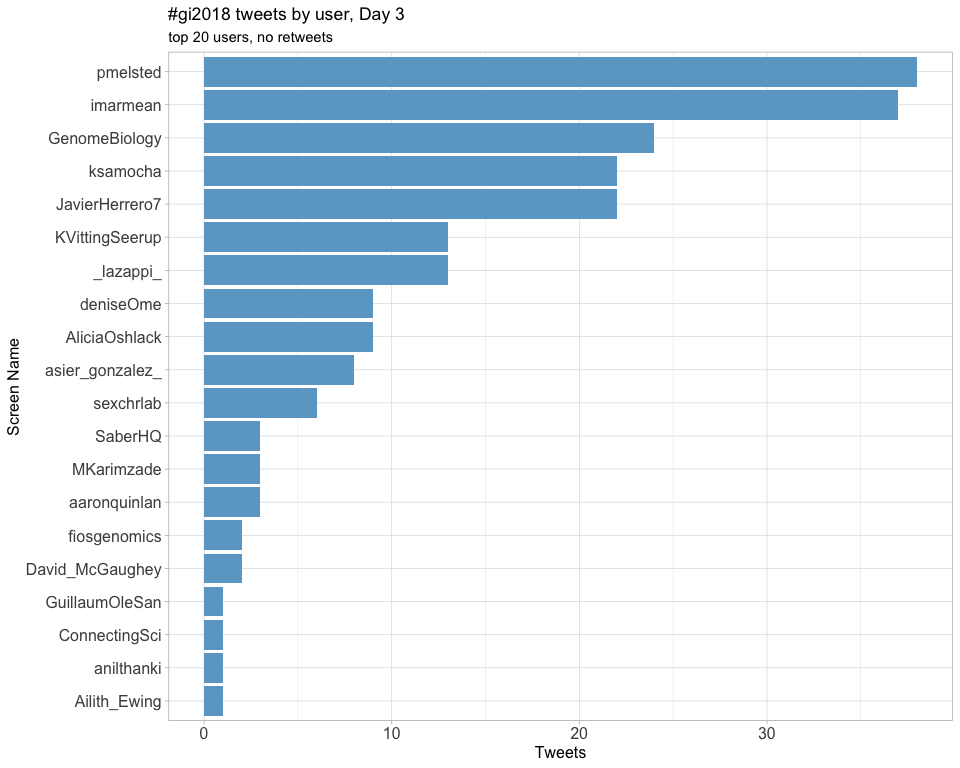 #gi2018 tweets by user, Day 3
top 20 users, no retweets
Screen Name
pmelsted
imarmean
GenomeBiology
ksamocha
JavierHerrero7
KVittingSeerup
_lazappi_
deniseOme
AliciaOshlack
asier_gonzalez_
sexchrlab
SaberHQ
MKarimzade
aaronquinlan
fiosgenomics
David_McGaughey
GuillaumOleSan
ConnectingSci
anilthanki
Ailith_Ewing
0 10 20 30
Tweets